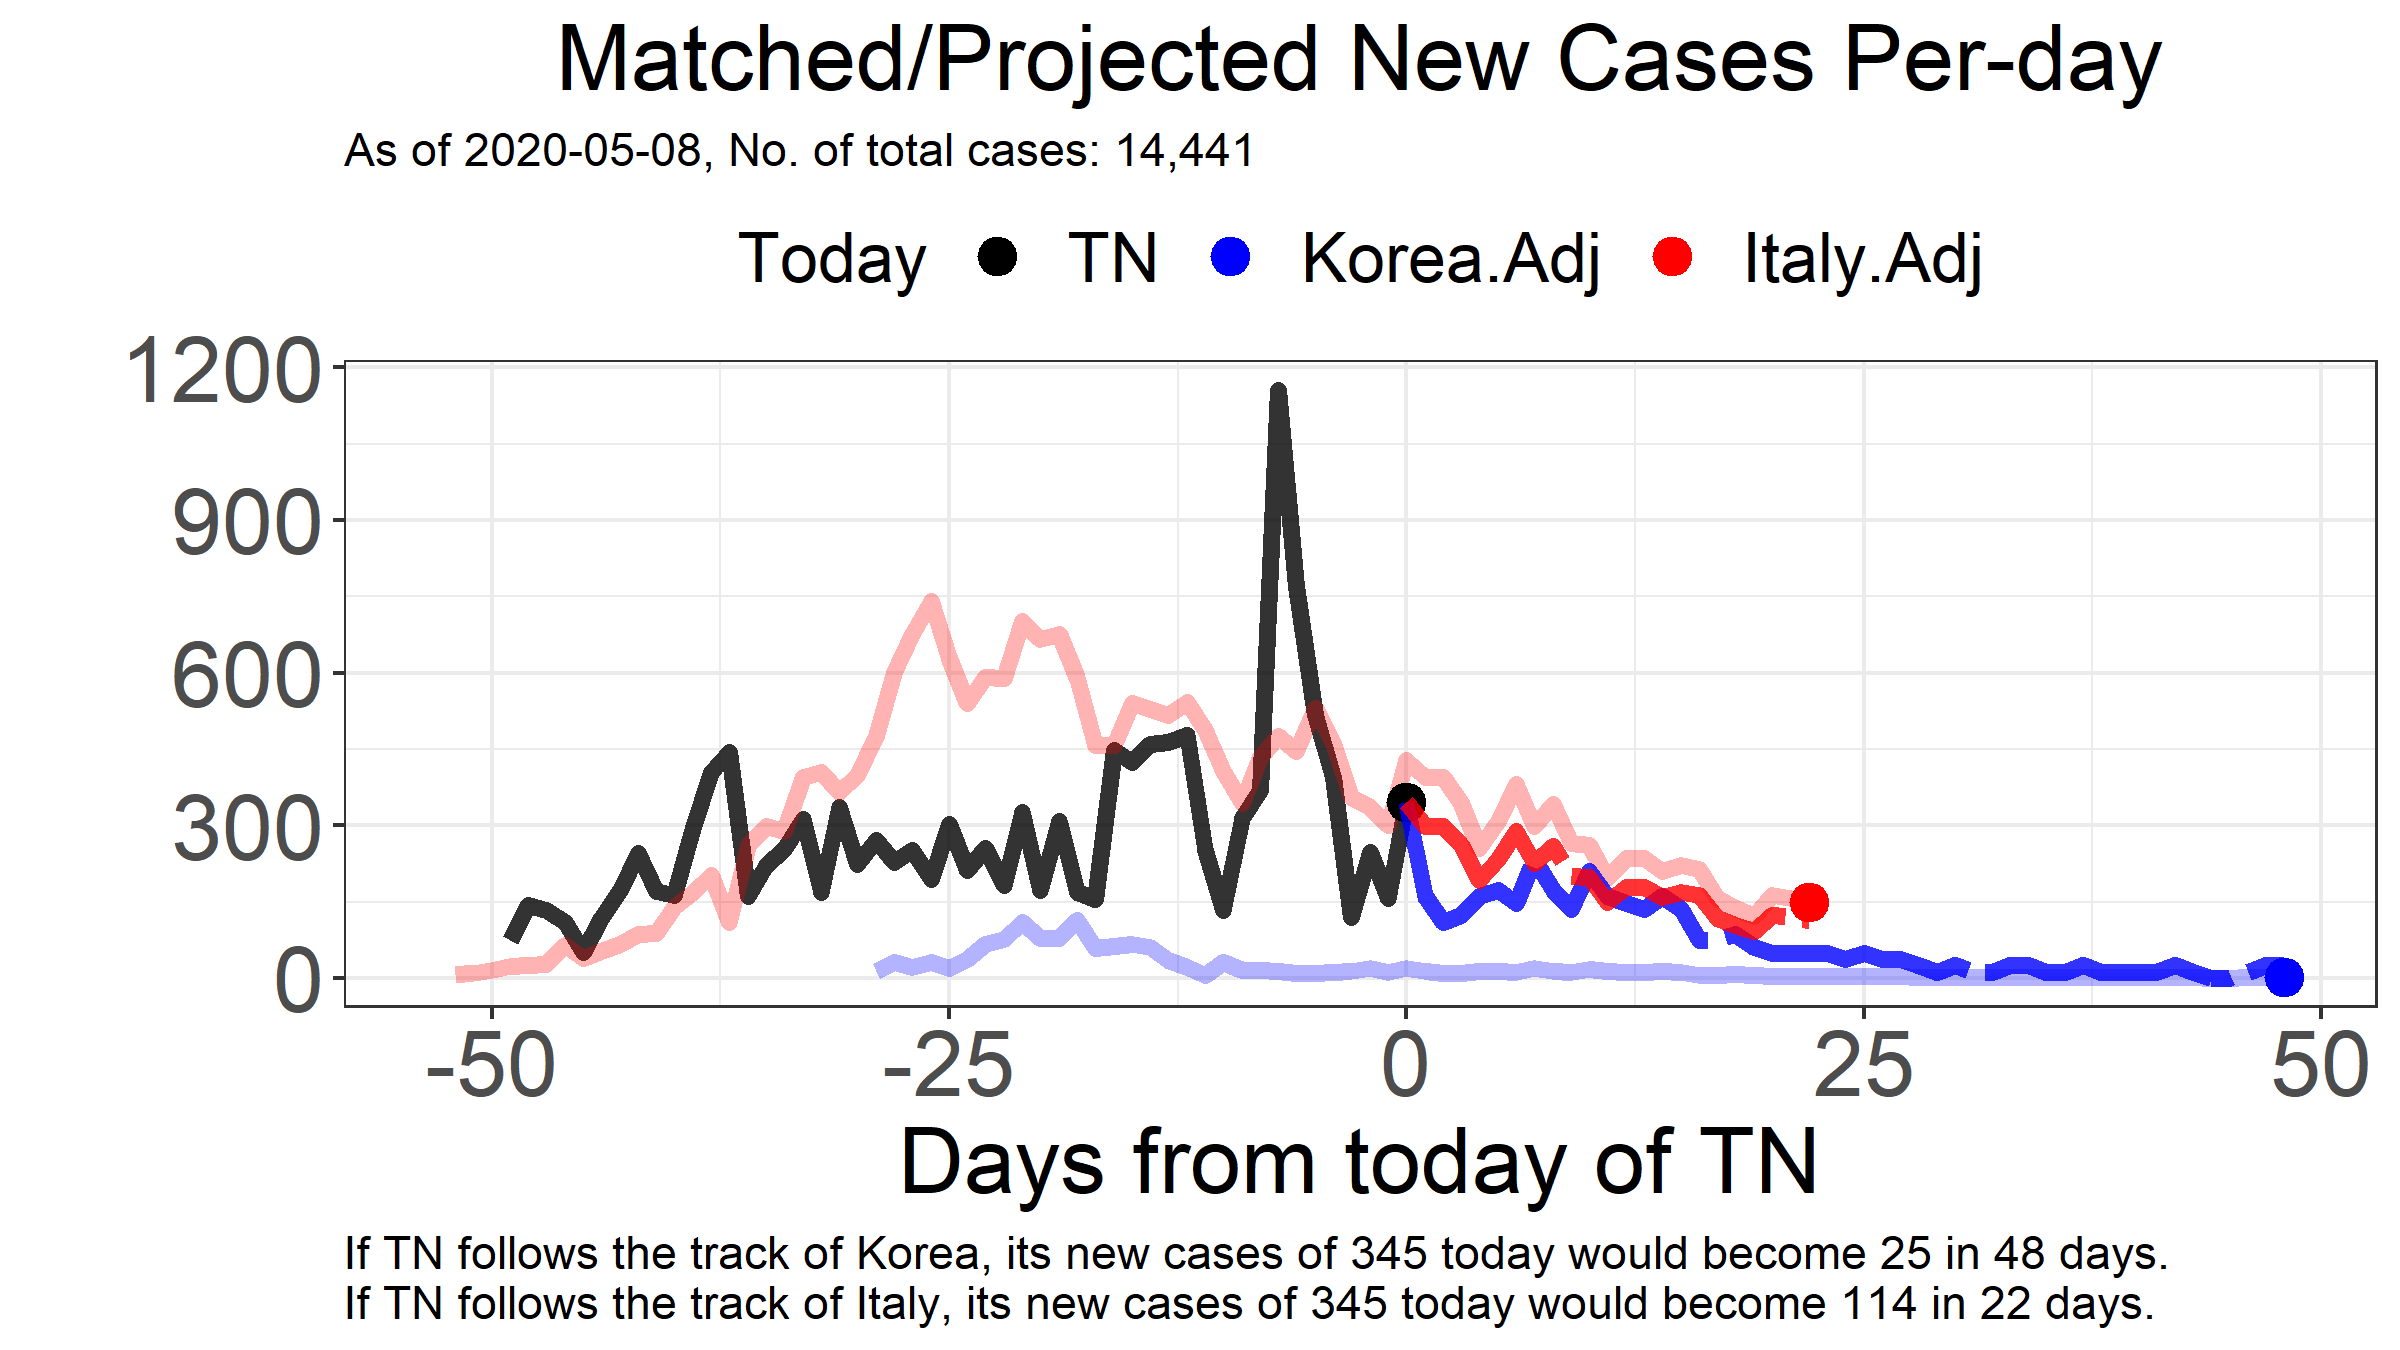 Matched/Projected New Cases Per-day
As of 2020-05-08, No. of total cases: 14,441
Today TN Korea.Adj Italy.Adj
1200
900
600
300
0
-50 -25 0 25 50
Days from today of TN
If TN follows the track of Korea, its new cases of 345 today would become 25 in 48 days.
If TN follows the track of Italy, its new cases of 345 today would become 114 in 22 days.